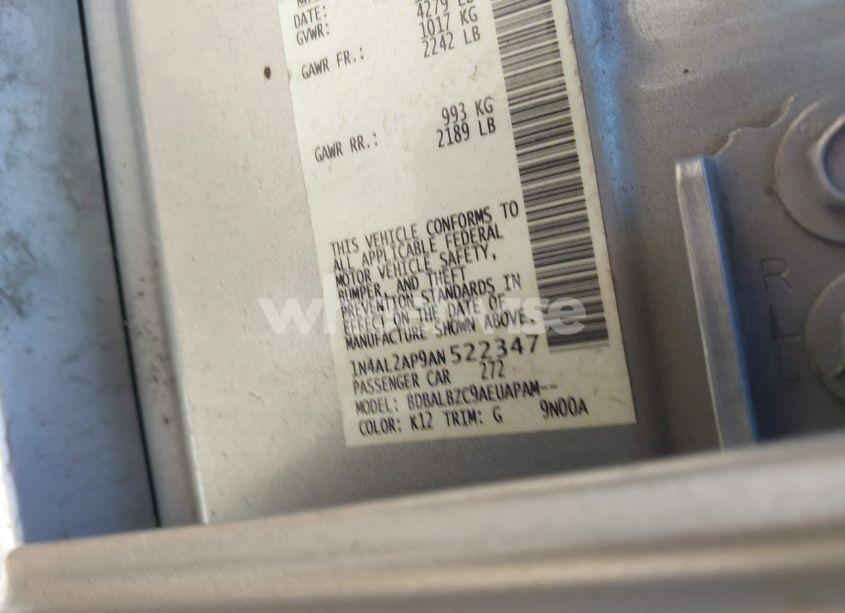 DATE:
4279 LB
GVWR:
1017 KG
GAWR FR.:
2242 LB
993 KG
GAWR RR.:
2189 LB
THIS VEHICLE CONFORMS TO
ALL APPLICABLE FEDERAL
MOTOR VEHICLE SAFETY,
BUMPER, AND THEFT
PREVENTION STANDARDS IN
EFFECT ON THE DATE OF
MANUFACTURE SHOWN ABOVE.
1N4AL2AP9AN522347
PASSENGER CAR 272
MODEL: BDBALBZC9AEUAPAM--
COLOR: K12 TRIM: G 9N00A